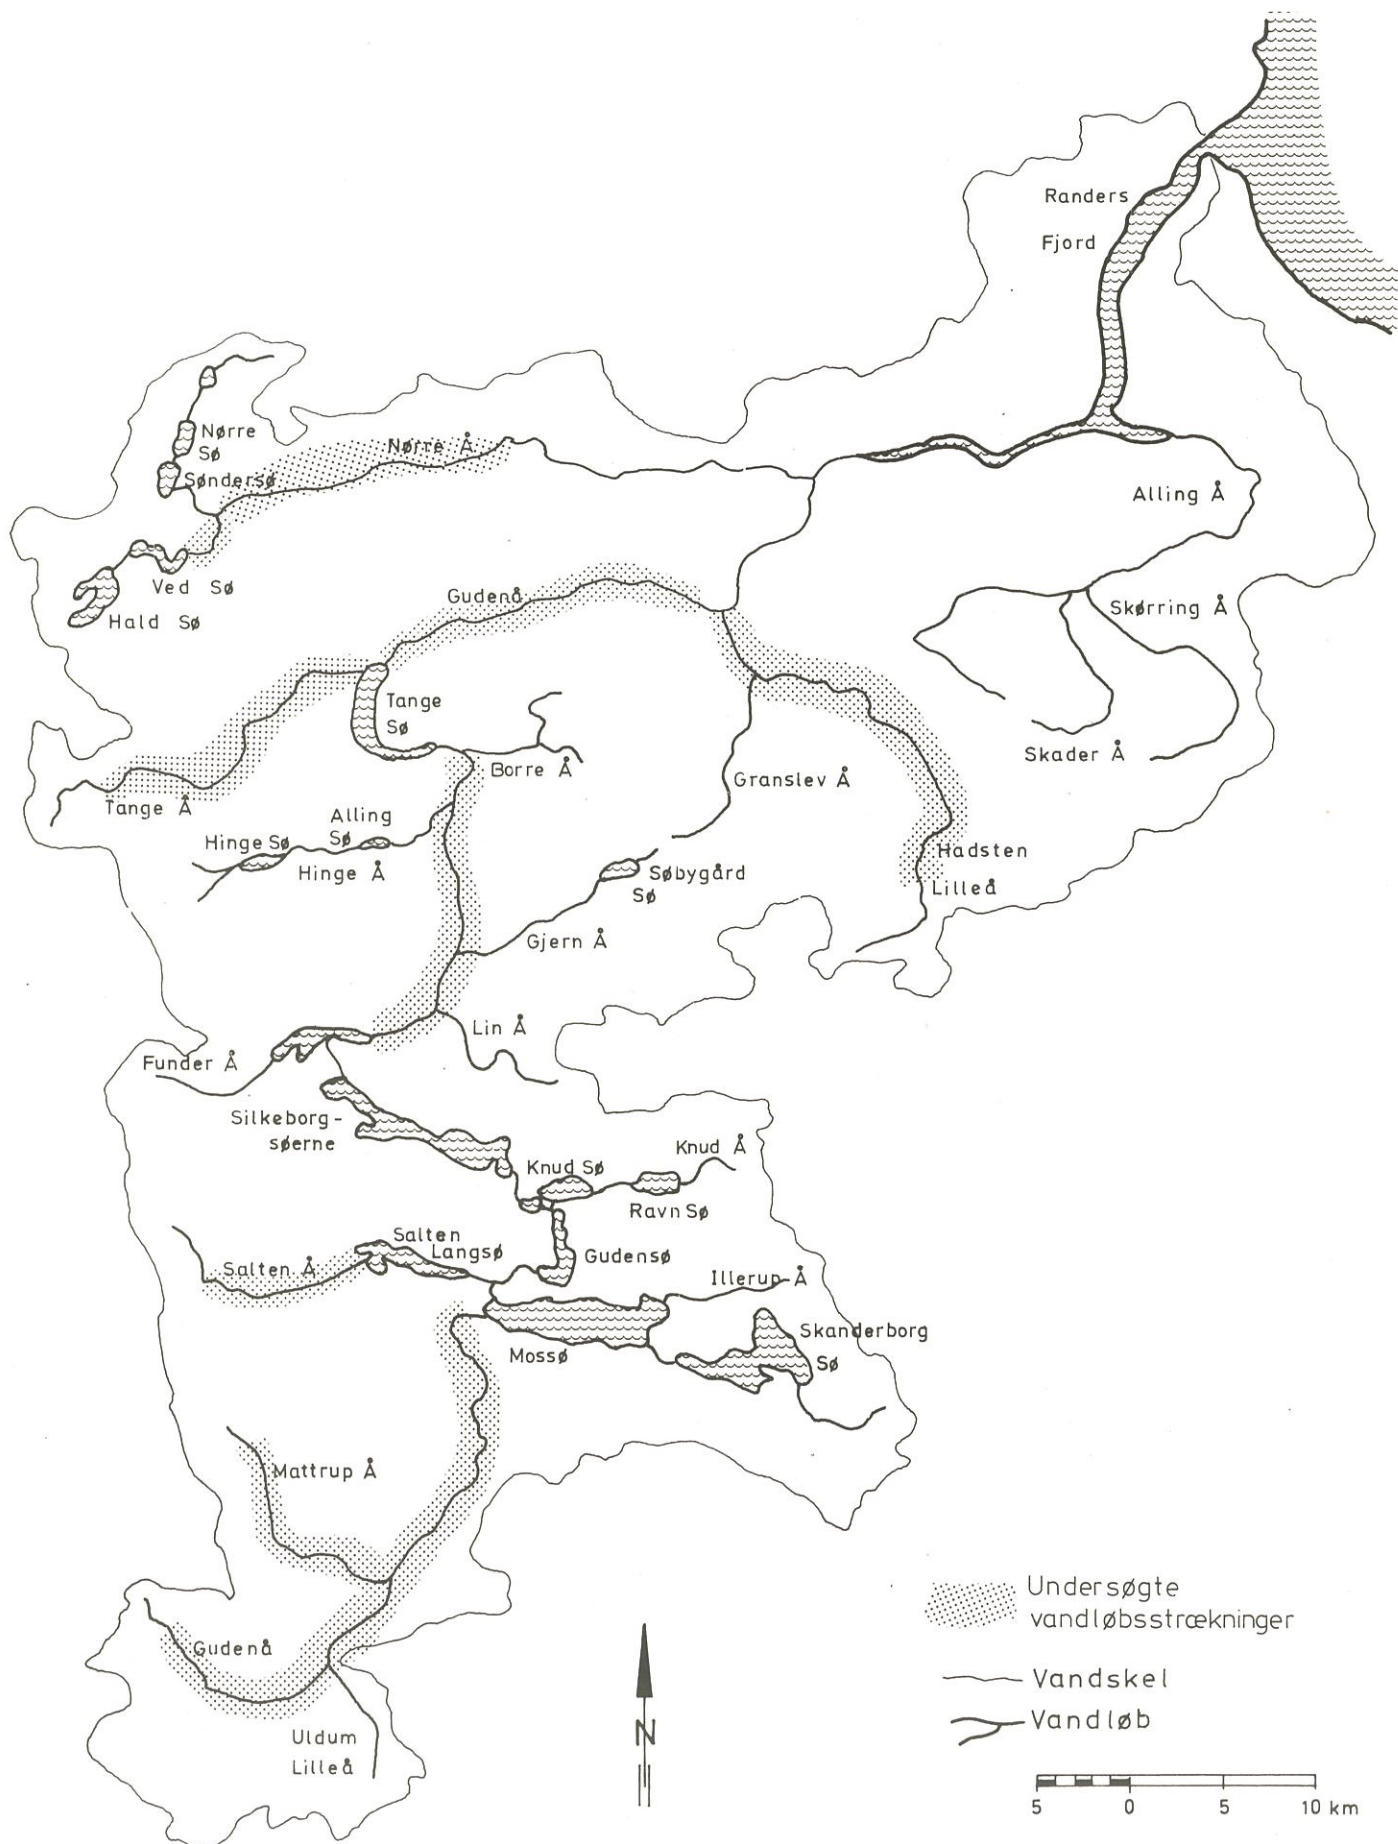 Randers
Fjord
Nørre
Sø
Nørre Å
Søndersø
Alling Å
Ved Sø
Hald Sø
Gudenå
Skørring Å
Tange
Sø
Borre Å
Skader Å
Granslev Å
Tange Å
Alling
Sø
Hinge Sø
Hinge Å
Hadsten
Lilleå
Søbygård
Sø
Gjern Å
Lin Å
Funder Å
Silkeborg-
søerne
Knud Å
Knud Sø
Ravn Sø
Salten
Langsø
Salten Å
Gudensø
Illerup Å
Skanderborg
Sø
Mossø
Mattrup Å
Gudenå
Uldum
Lilleå
N
Undersøgte
vandløbsstrækninger
Vandskel
Vandløb
5 0 5 10 km